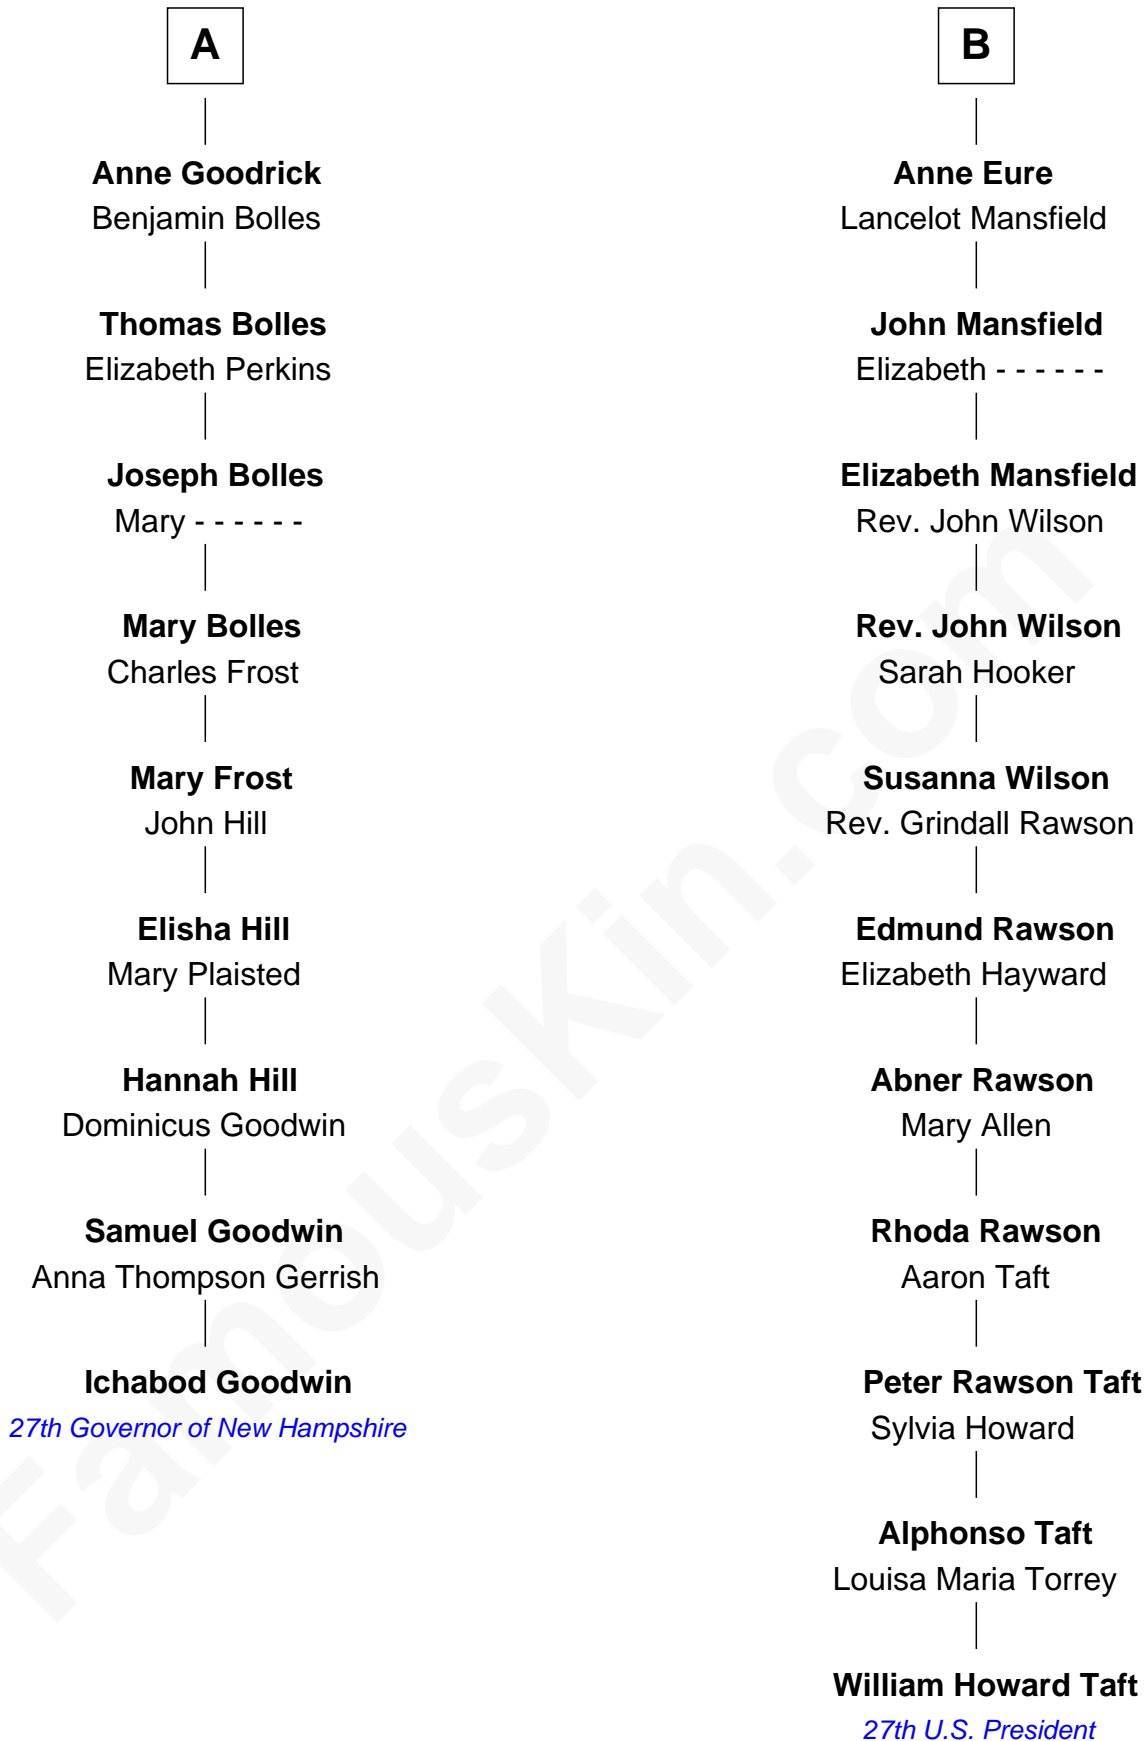 A
Anne Goodrick
Benjamin Bolles
Thomas Bolles
Elizabeth Perkins
Joseph Bolles
Mary - - - - - -
Mary Bolles
Charles Frost
Mary Frost
John Hill
Elisha Hill
Mary Plaisted
Hannah Hill
Dominicus Goodwin
Samuel Goodwin
Anna Thompson Gerrish
Ichabod Goodwin
27th Governor of New Hampshire
B
Anne Eure
Lancelot Mansfield
John Mansfield
Elizabeth - - - - - -
Elizabeth Mansfield
Rev. John Wilson
Rev. John Wilson
Sarah Hooker
Susanna Wilson
Rev. Grindall Rawson
Edmund Rawson
Elizabeth Hayward
Abner Rawson
Mary Allen
Rhoda Rawson
Aaron Taft
Peter Rawson Taft
Sylvia Howard
Alphonso Taft
Louisa Maria Torrey
William Howard Taft
27th U.S. President
FamousKin.com